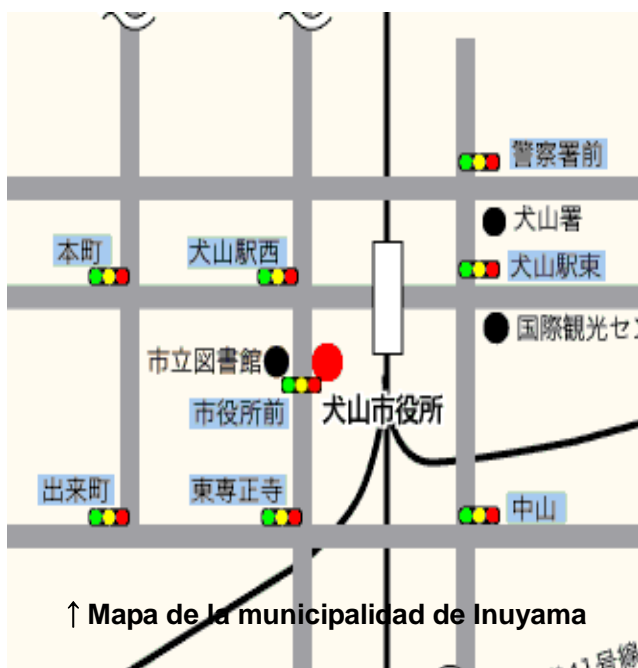 警察署前
犬山署
本町
犬山駅西
犬山駅東
国際観光セン
市立図書館
市役所前
犬山市役所
出来町
東専正寺
中山
↑ Mapa de la municipalidad de Inuyama
号線